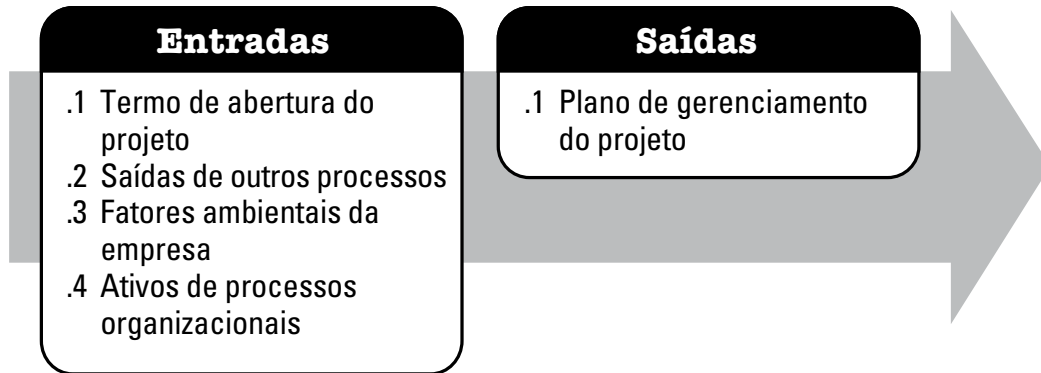 Entradas
.1 Termo de abertura do
projeto
.2 Saídas de outros processos
.3 Fatores ambientais da
empresa
.4 Ativos de processos
organizacionais
Saídas
.1 Plano de gerenciamento
do projeto